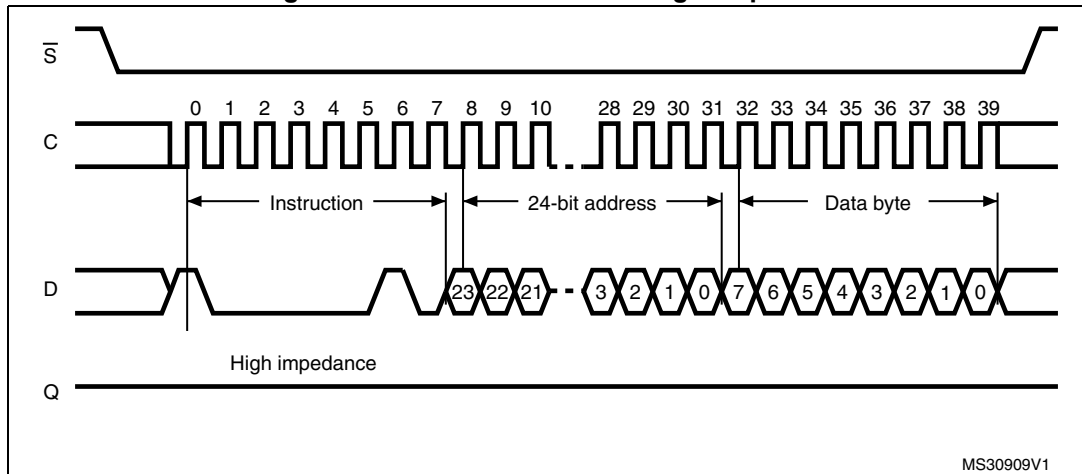 S
0 1 2 3 4 5 6 7 8 9 10 28 29 30 31 32 33 34 35 36 37 38 39
C
Instruction 24-bit address Data byte
D 23 22 21 3 2 1 0 7 6 5 4 3 2 1 0
High impedance
Q
MS30909V1